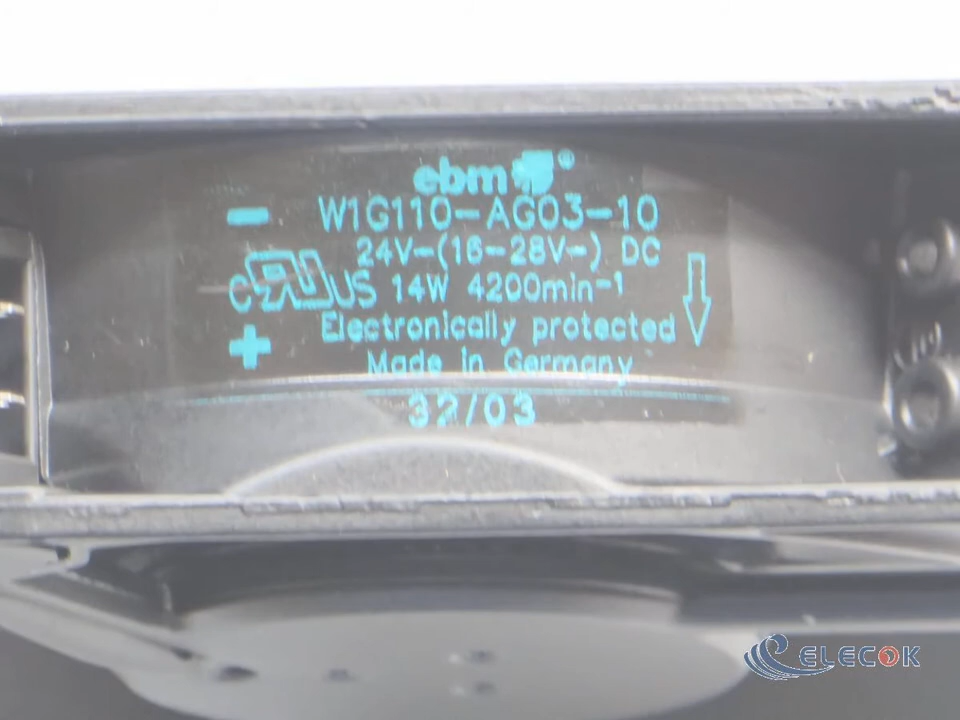 ebm®
W1G110-AG03-10
24V-(16-28V-) DC
cRUus 14W 4200min-1
Electronically protected
Made in Germany
32/03
ELECOK